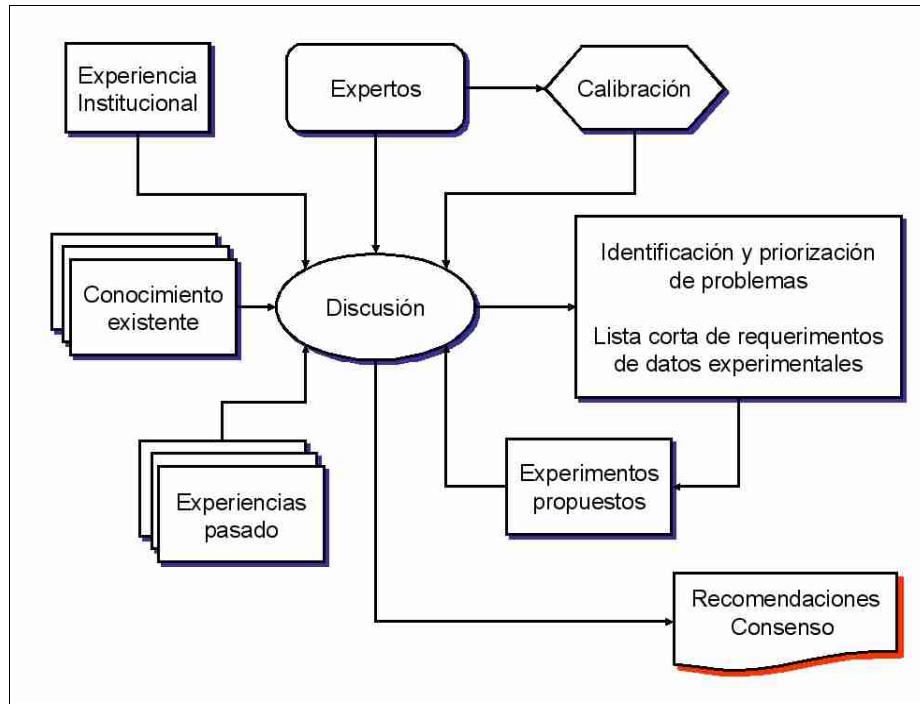 Experiencia
Institucional
Expertos
Calibración
Conocimiento
existente
Discusión
Identificación y priorización
de problemas
Lista corta de requerimentos
de datos experimentales
Experiencias
pasado
Experimentos
propuestos
Recomendaciones
Consenso